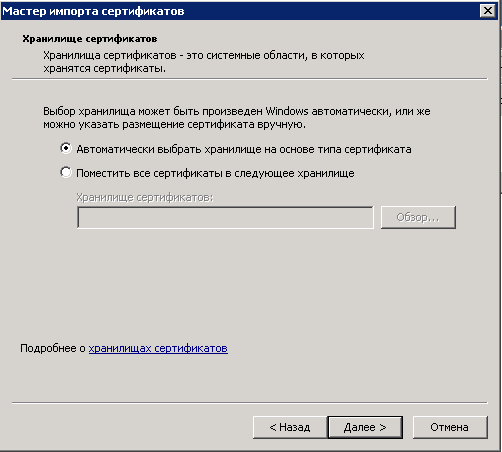 Мастер импорта сертификатов
Хранилище сертификатов
Хранилища сертификатов - это системные области, в которых
хранятся сертификаты.
Выбор хранилища может быть произведен Windows автоматически, или же
можно указать размещение сертификата вручную.
Автоматически выбрать хранилище на основе типа сертификата
Поместить все сертификаты в следующее хранилище
Хранилище сертификатов:
Обзор...
Подробнее о хранилищах сертификатов
< Назад
Далее >
Отмена